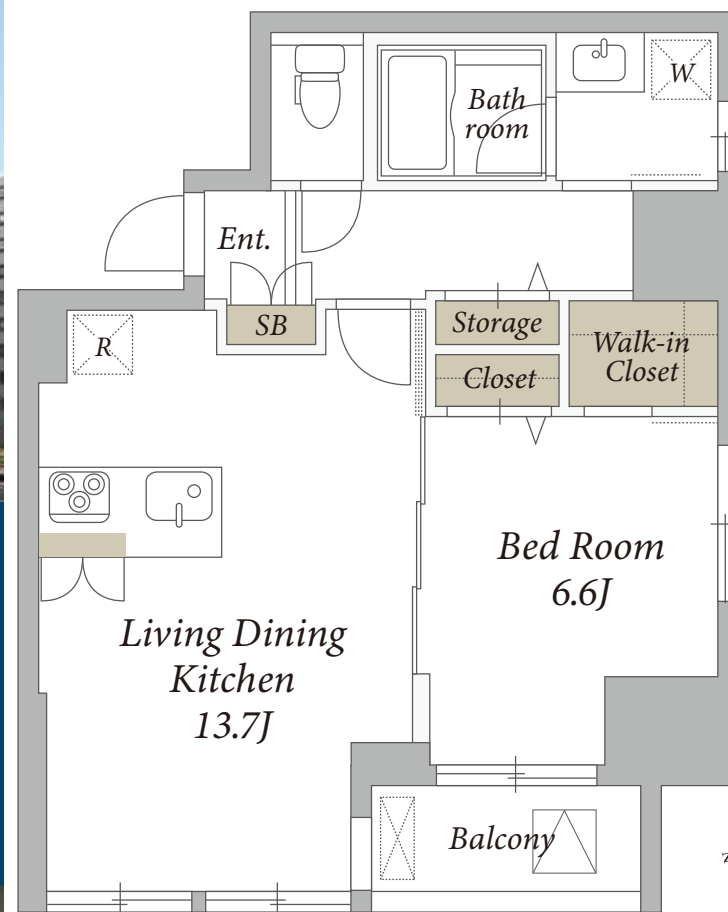 Bath
room
W
Ent.
SB
R
Storage
Closet
Walk-in
Closet
Bed Room
6.6J
Living Dining
Kitchen
13.7J
Balcony